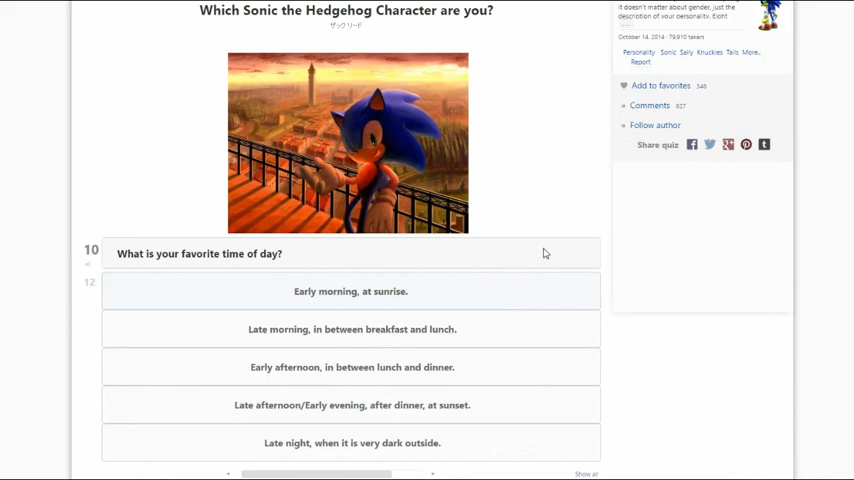 Which Sonic the Hedgehog Character are you?
ザック リード
10
What is your favorite time of day?
12
Early morning, at sunrise.
Late morning, in between breakfast and lunch.
Early afternoon, in between lunch and dinner.
Late afternoon/Early evening, after dinner, at sunset.
Late night, when it is very dark outside.
Show all
it doesn't matter about gender, just the
description of your personality. Eight
...
October 14, 2014 · 79,910 takers
Personality Sonic Sally Knuckles Tails More..
Report
Add to favorites 348
» Comments 627
» Follow author
Share quiz